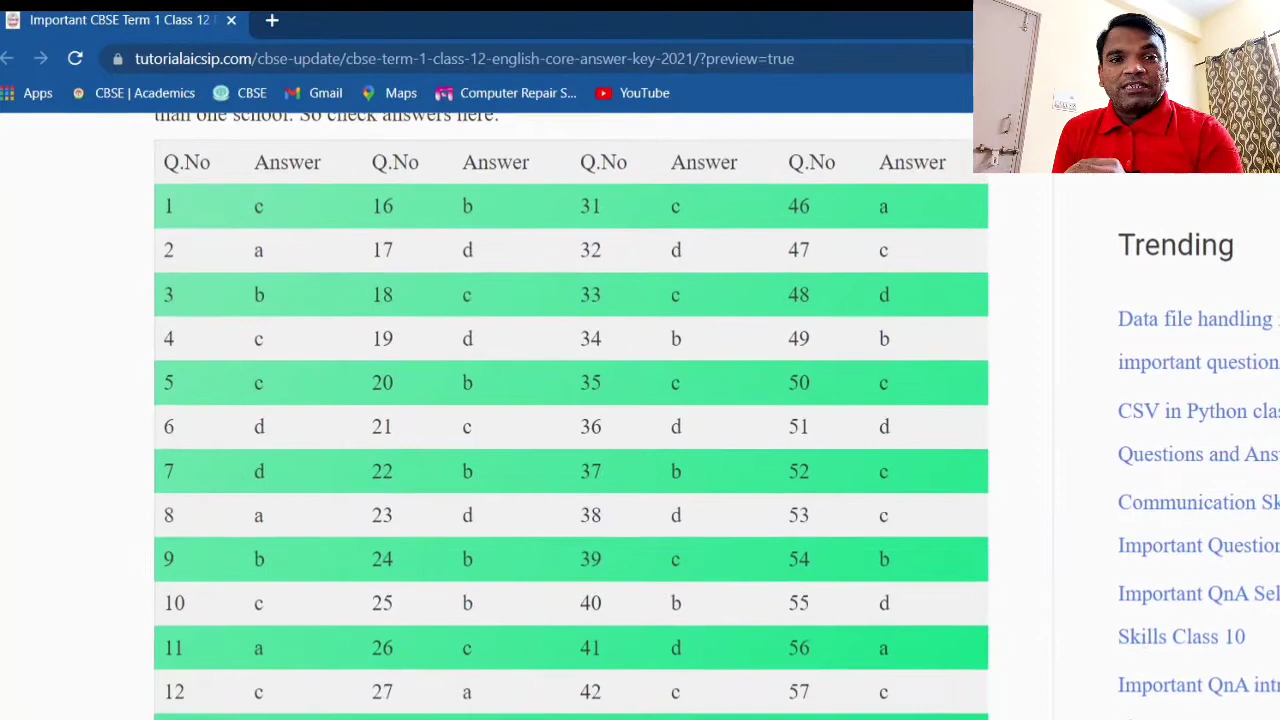 Important CBSE Term 1 Class 12
tutorialaicsip.com/cbse-update/cbse-term-1-class-12-english-core-answer-key-2021/?preview=true
Apps CBSE | Academics CBSE Gmail Maps Computer Repair S... YouTube
than one school. So check answers here.
Q.No Answer Q.No Answer Q.No Answer Q.No Answer
1 c 16 b 31 c 46 a
2 a 17 d 32 d 47 c
3 b 18 c 33 c 48 d
4 c 19 d 34 b 49 b
5 c 20 b 35 c 50 c
6 d 21 c 36 d 51 d
7 d 22 b 37 b 52 c
8 a 23 d 38 d 53 c
9 b 24 b 39 c 54 b
10 c 25 b 40 b 55 d
11 a 26 c 41 d 56 a
12 c 27 a 42 c 57 c
Trending
Data file handling
important question
CSV in Python
Questions and
Communication
Important
Important QnA
Skills Class 10
Important QnA